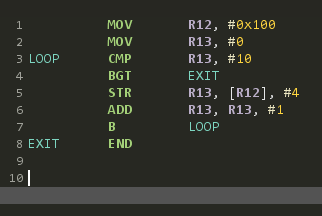 1 MOV R12, #0x100
2 MOV R13, #0
3 LOOP CMP R13, #10
4 BGT EXIT
5 STR R13, [R12], #4
6 ADD R13, R13, #1
7 B LOOP
8 EXIT END
9
10